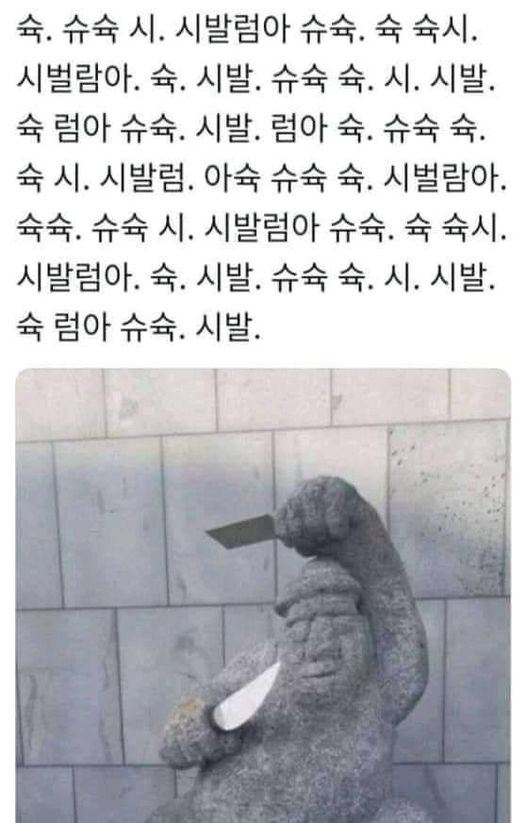 슉. 슈슉 시. 시발럼아 슈슉. 슉 슉시.
시벌람아. 슉. 시발. 슈슉 슉. 시. 시발.
슉 럼아 슈슉. 시발. 럼아 슉. 슈슉 슉.
슉 시. 시발럼. 아슉 슈슉 슉. 시벌람아.
슉슉. 슈슉 시. 시발럼아 슈슉. 슉 슉시.
시발럼아. 슉. 시발. 슈슉 슉. 시. 시발.
슉 럼아 슈슉. 시발.